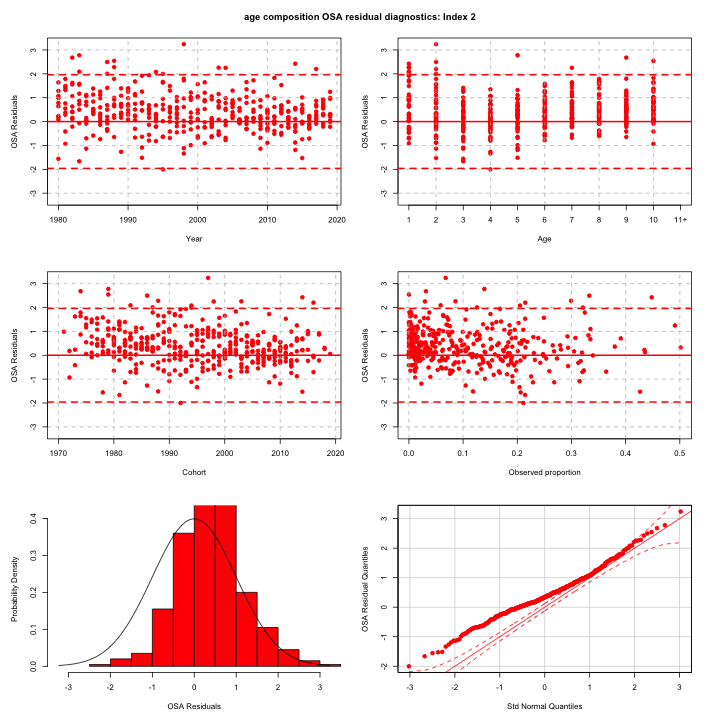 age composition OSA residual diagnostics: Index 2
OSA Residuals
3
2
1
0
-1
-2
-3
1980 1990 2000 2010 2020
Year
OSA Residuals
3
2
1
0
-1
-2
-3
1 2 3 4 5 6 7 8 9 10 11+
Age
OSA Residuals
3
2
1
0
-1
-2
-3
1970 1980 1990 2000 2010 2020
Cohort
OSA Residuals
3
2
1
0
-1
-2
-3
0.0 0.1 0.2 0.3 0.4 0.5
Observed proportion
Probability Density
0.4
0.3
0.2
0.1
0.0
-3 -2 -1 0 1 2 3
OSA Residuals
OSA Residual Quantiles
3
2
1
0
-1
-2
-3 -2 -1 0 1 2 3
Std Normal Quantiles